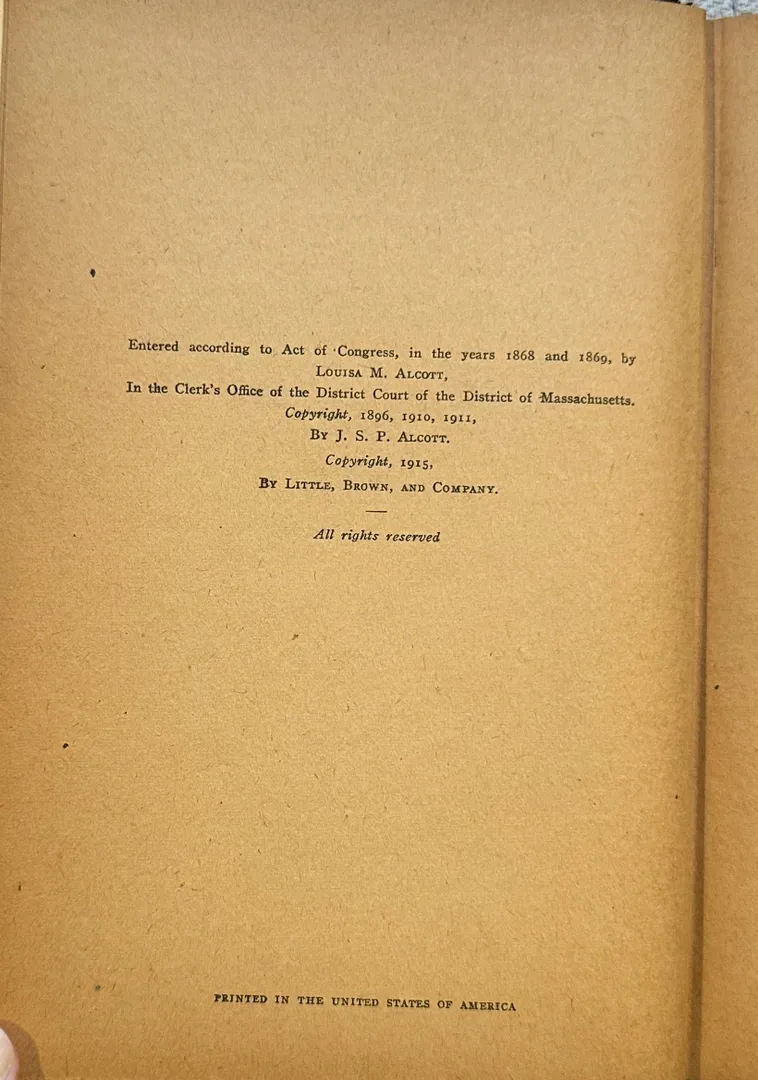 Entered according to Act of Congress, in the years 1868 and 1869, by
LOUISA M. ALCOTT,
In the Clerk's Office of the District Court of the District of Massachusetts.
Copyright, 1896, 1910, 1911,
BY J. S. P. ALCOTT.
Copyright, 1915,
BY LITTLE, BROWN, AND COMPANY.
All rights reserved
PRINTED IN THE UNITED STATES OF AMERICA